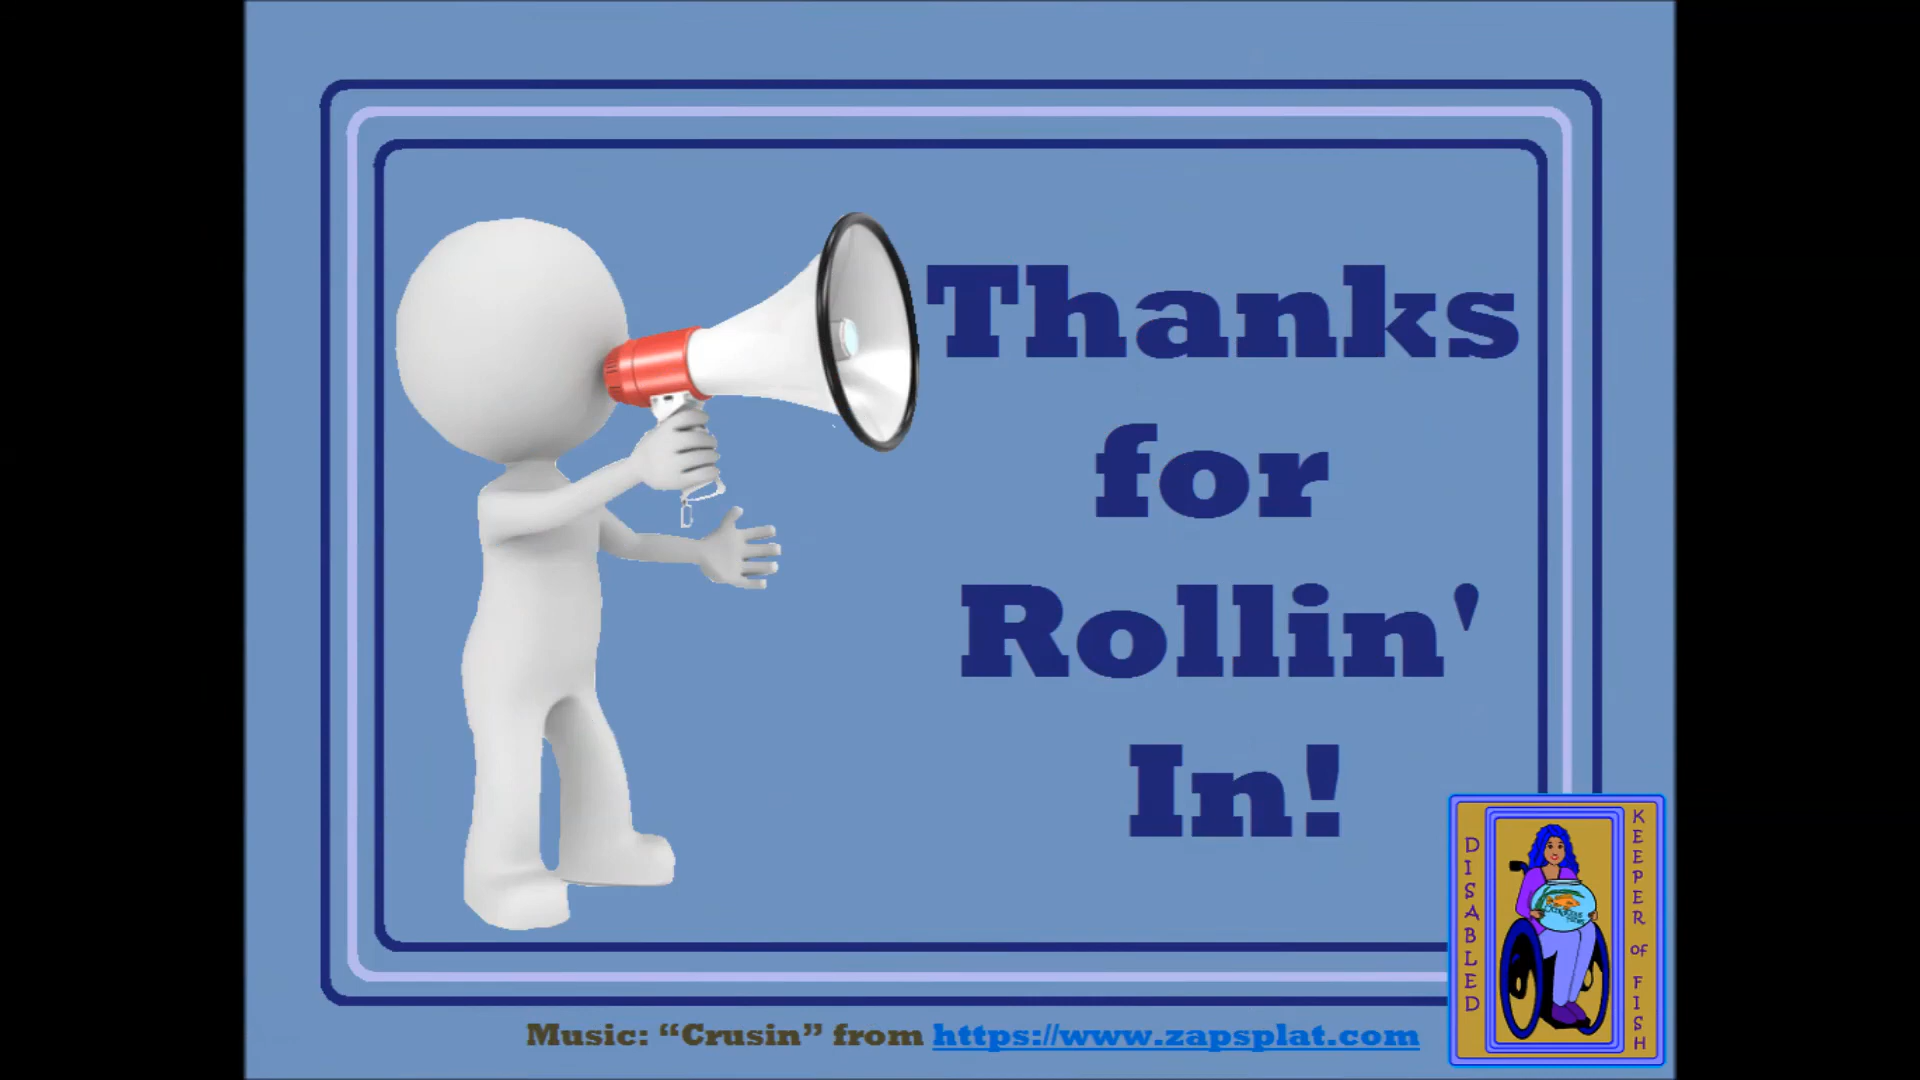 Thanks
for
Rollin'
In!
Music: “Crusin” from https://www.zapsplat.com
DISABLED
KEEPER of FISH